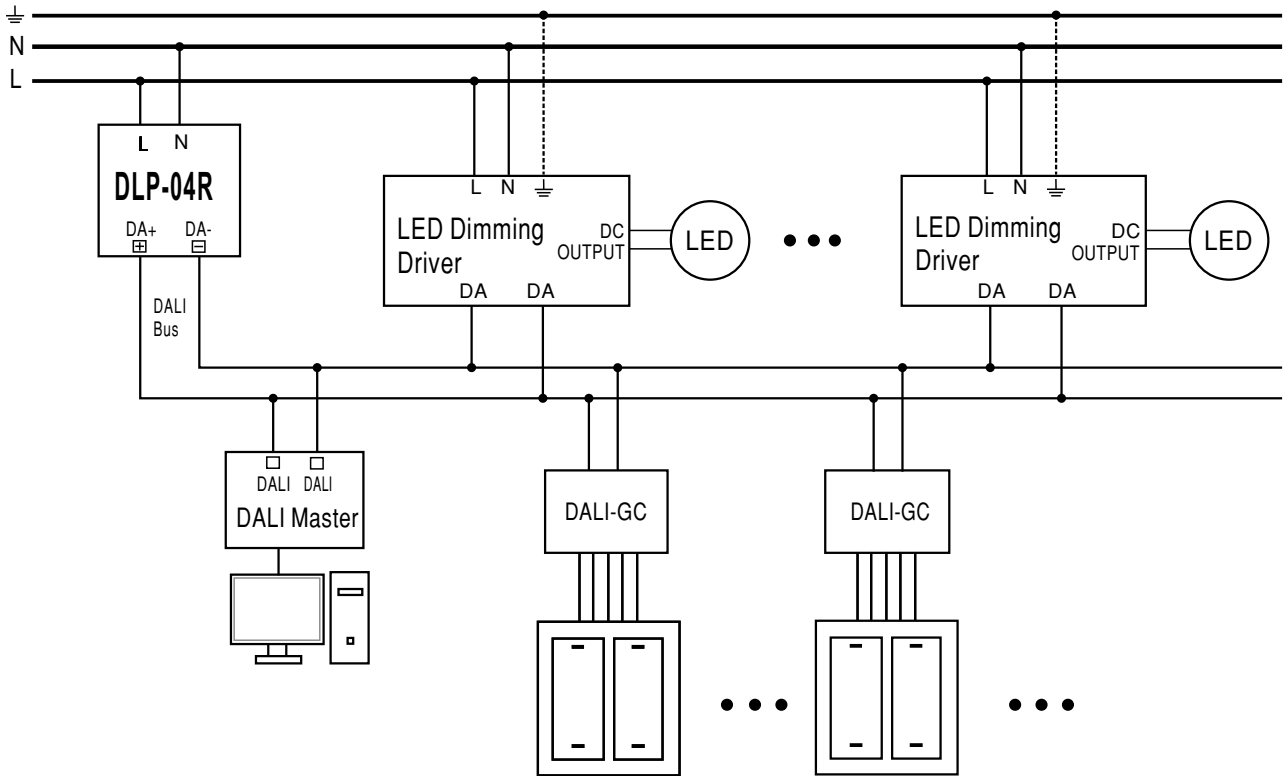 N
L
L N
DLP-04R
DA+ DA-
DALI
Bus
L N
LED Dimming
Driver
DC
OUTPUT
DA DA
LED
L N
LED Dimming
Driver
DC
OUTPUT
DA DA
LED
DALI DALI
DALI Master
DALI-GC
DALI-GC